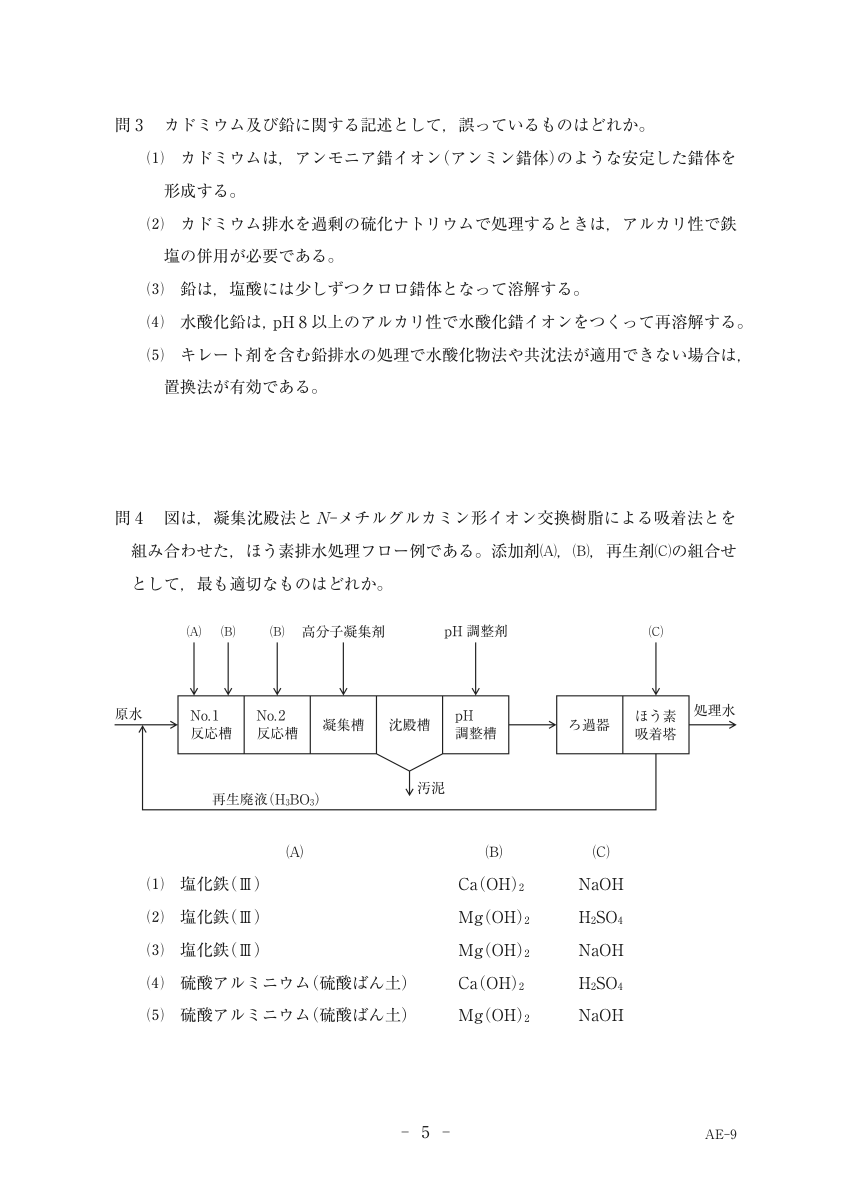 問3　カドミウム及び鉛に関する記述として，誤っているものはどれか。
⑴　カドミウムは，アンモニア錯イオン（アンミン錯体）のような安定した錯体を
形成する。
⑵　カドミウム排水を過剰の硫化ナトリウムで処理するときは，アルカリ性で鉄
塩の併用が必要である。
⑶　鉛は，塩酸には少しずつクロロ錯体となって溶解する。
⑷　水酸化鉛は，pH 8 以上のアルカリ性で水酸化錯イオンをつくって再溶解する。
⑸　キレート剤を含む鉛排水の処理で水酸化物法や共沈法が適用できない場合は，
置換法が有効である。
問4　図は，凝集沈殿法と N-メチルグルカミン形イオン交換樹脂による吸着法とを
組み合わせた，ほう素排水処理フロー例である。添加剤(A)，(B)，再生剤(C)の組合せ
として，最も適切なものはどれか。
(A)　(B)　(B)　高分子凝集剤　pH 調整剤　(C)
原水　No.1　No.2　凝集槽　沈殿槽　pH　ろ過器　ほう素　処理水
反応槽　反応槽　調整槽　吸着塔
汚泥
再生廃液（H₃BO₃）
(A)　(B)　(C)
⑴　塩化鉄（Ⅲ）　Ca（OH）₂　NaOH
⑵　塩化鉄（Ⅲ）　Mg（OH）₂　H₂SO₄
⑶　塩化鉄（Ⅲ）　Mg（OH）₂　NaOH
⑷　硫酸アルミニウム（硫酸ばん土）　Ca（OH）₂　H₂SO₄
⑸　硫酸アルミニウム（硫酸ばん土）　Mg（OH）₂　NaOH
- 5 -
AE-9